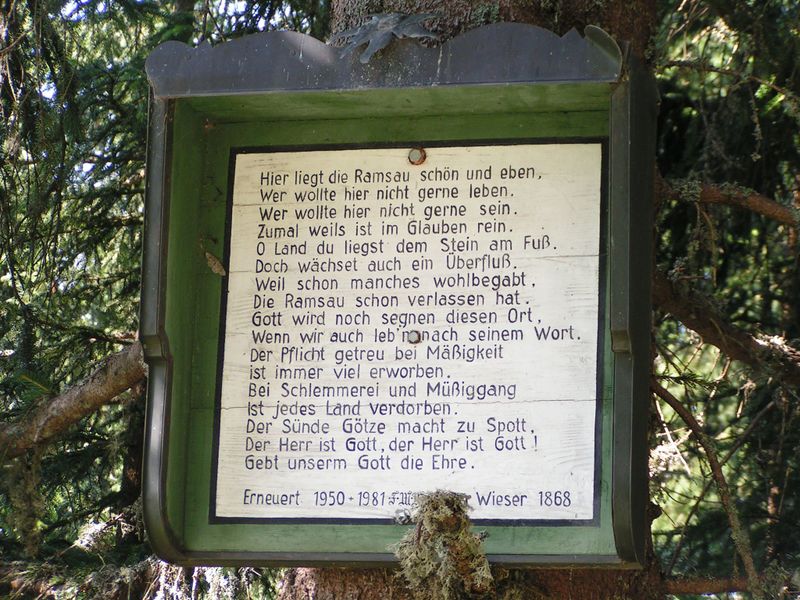 Hier liegt die Ramsau schön und eben,
Wer wollte hier nicht gerne leben.
Wer wollte hier nicht gerne sein.
Zumal weils ist im Glauben rein.
O Land du liegst dem Stein am Fuß.
Doch wächset auch ein Überfluß.
Weil schon manches wohlbegabt,
Die Ramsau schon verlassen hat.
Gott wird noch segnen diesen Ort,
Wenn wir auch leb'n nach seinem Wort.
Der Pflicht getreu bei Mäßigkeit
ist immer viel erworben.
Bei Schlemmerei und Müßiggang
Ist jedes Land verdorben.
Der Sünde Götze macht zu Spott,
Der Herr ist Gott, der Herr ist Gott!
Gebt unserm Gott die Ehre.
Erneuert 1950 + 1981 Wieser 1868